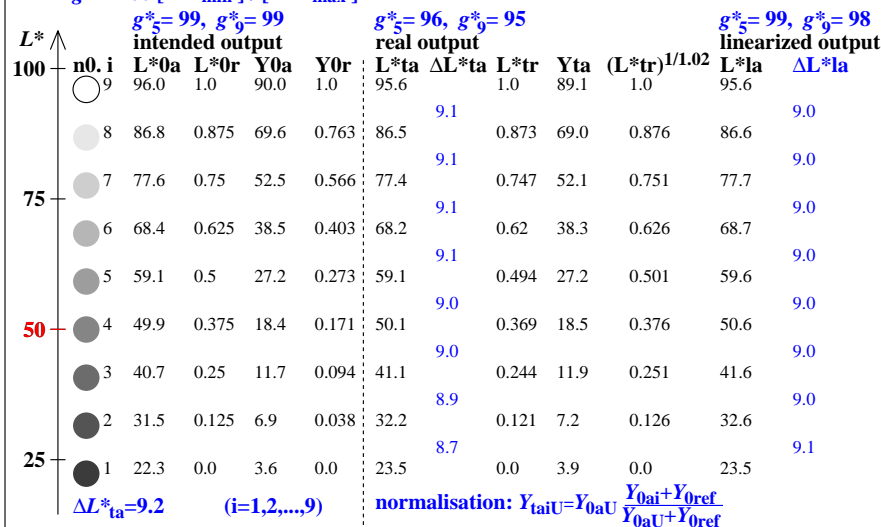 g*5= 99, g*9= 99 g*5= 96, g*9= 95 g*5= 99, g*9= 98
L* intended output real output linearized output
100 n0. i L*0a L*0r Y0a Y0r L*ta ΔL*ta L*tr Yta (L*tr)1/1.02 L*la ΔL*la
9 96.0 1.0 90.0 1.0 95.6 1.0 89.1 1.0 95.6
9.1 9.0
8 86.8 0.875 69.6 0.763 86.5 0.873 69.0 0.876 86.6
9.1 9.0
7 77.6 0.75 52.5 0.566 77.4 0.747 52.1 0.751 77.7
75
9.1 9.0
6 68.4 0.625 38.5 0.403 68.2 0.62 38.3 0.626 68.7
9.1 9.0
5 59.1 0.5 27.2 0.273 59.1 0.494 27.2 0.501 59.6
9.0 9.0
50 4 49.9 0.375 18.4 0.171 50.1 0.369 18.5 0.376 50.6
9.0 9.0
3 40.7 0.25 11.7 0.094 41.1 0.244 11.9 0.251 41.6
8.9 9.0
2 31.5 0.125 6.9 0.038 32.2 0.121 7.2 0.126 32.6
8.7 9.1
25 1 22.3 0.0 3.6 0.0 23.5 0.0 3.9 0.0 23.5
ΔL*ta=9.2 (i=1,2,...,9) normalisation: YtaiU=Y0aU Y0ai+Y0ref
Y0aU+Y0ref